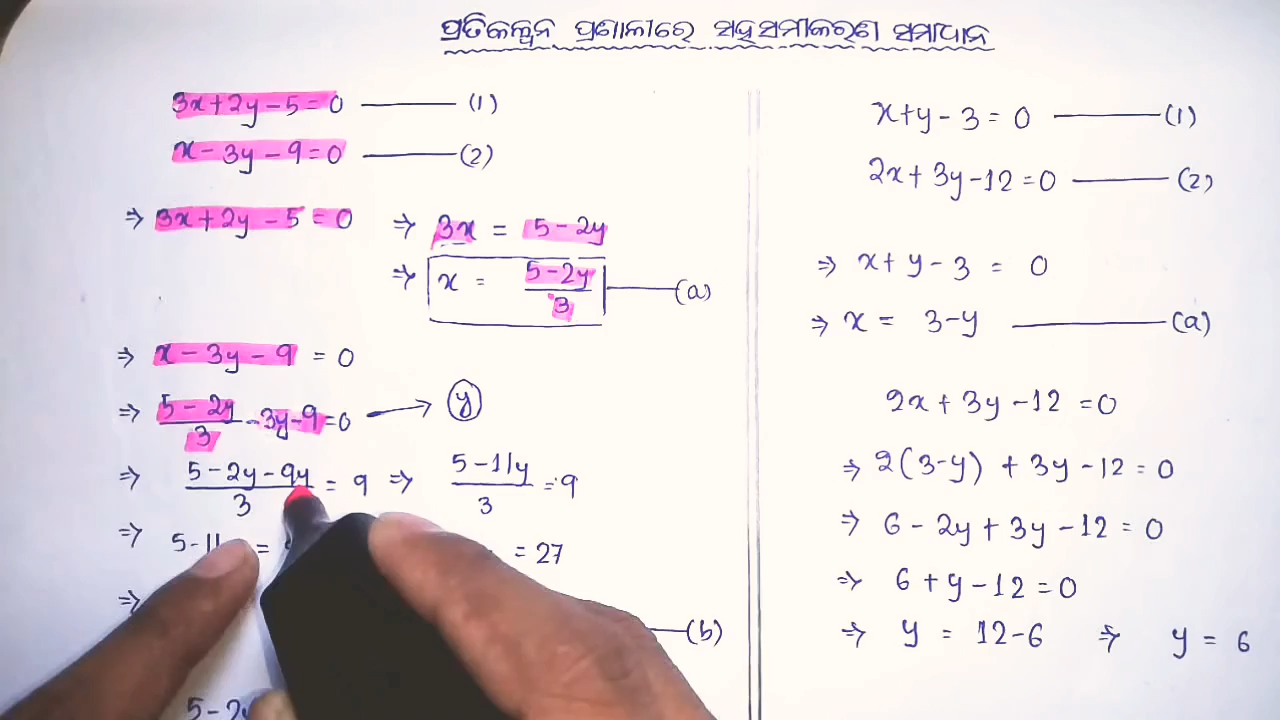 ପ୍ରତିକଳ୍ପନ ପ୍ରଣାଳୀରେ ସହସମୀକରଣ ସମାଧାନ
3x+2y-5=0 ——— (1)
x-3y-9=0 ——— (2)
⇒ 3x+2y-5=0 ⇒ 3x = 5-2y
⇒ x = (5-2y)/3 ——— (a)
⇒ x-3y-9 = 0
⇒ (5-2y)/3 -3y-9=0 → y
⇒ (5-2y-9y)/3 = 9 ⇒ (5-11y)/3 = 9
⇒ 5-11 = = 27
⇒ —(b)
5-2y
x+y-3=0 ——— (1)
2x+3y-12=0 ——— (2)
⇒ x+y-3 = 0
⇒ x = 3-y ——— (a)
2x+3y-12=0
⇒ 2(3-y)+3y-12=0
⇒ 6-2y+3y-12=0
⇒ 6+y-12=0
⇒ y = 12-6 ⇒ y = 6